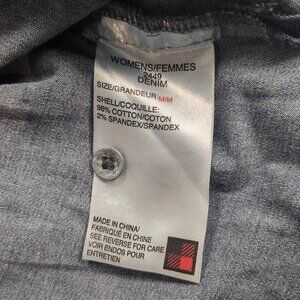 WOMENS/FEMMES
2449
DENIM
SIZE/GRANDEUR:M/M
SHELL/COQUILLE:
98% COTTON/COTON
2% SPANDEX/SPANDEX
MADE IN CHINA/
FABRIQUÉ EN CHINE
SEE REVERSE FOR CARE
VOIR ENDOS POUR
ENTRETIEN